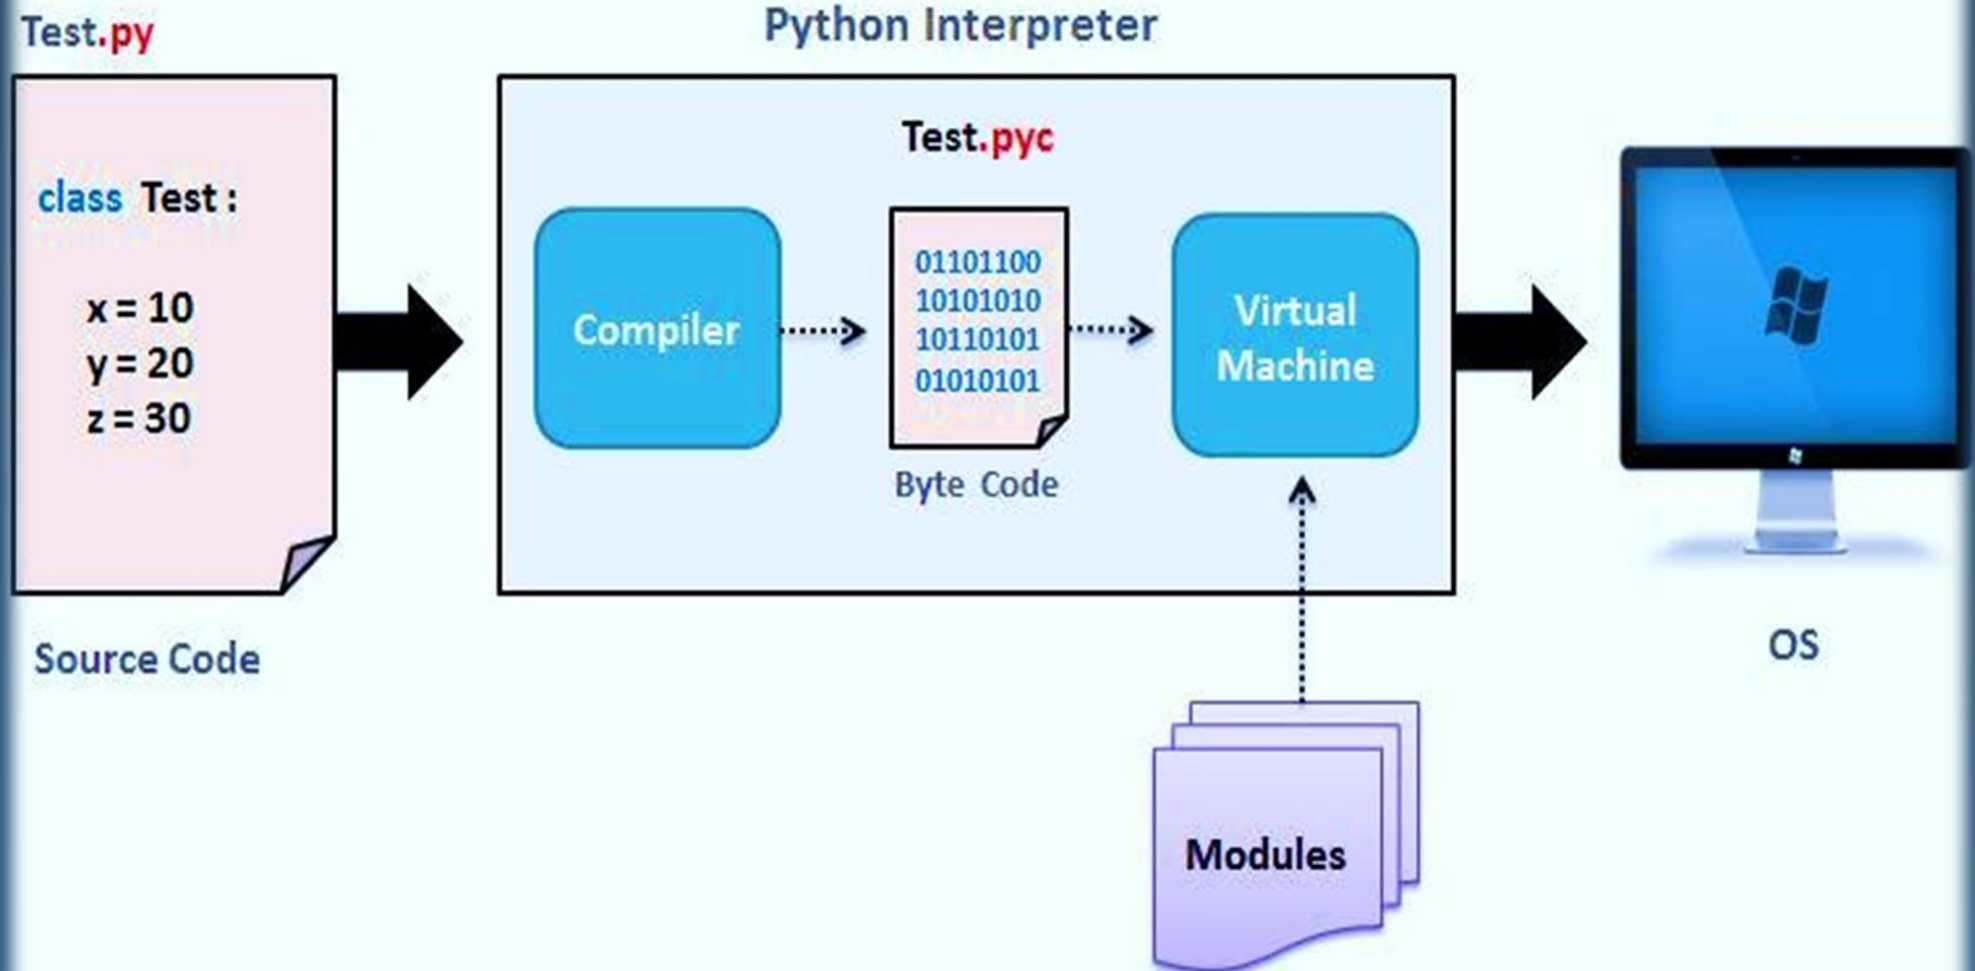 Test.py
Python Interpreter
class Test :
x = 10
y = 20
z = 30
Source Code
Test.pyc
Compiler
01101100
10101010
10110101
01010101
Byte Code
Virtual
Machine
OS
Modules